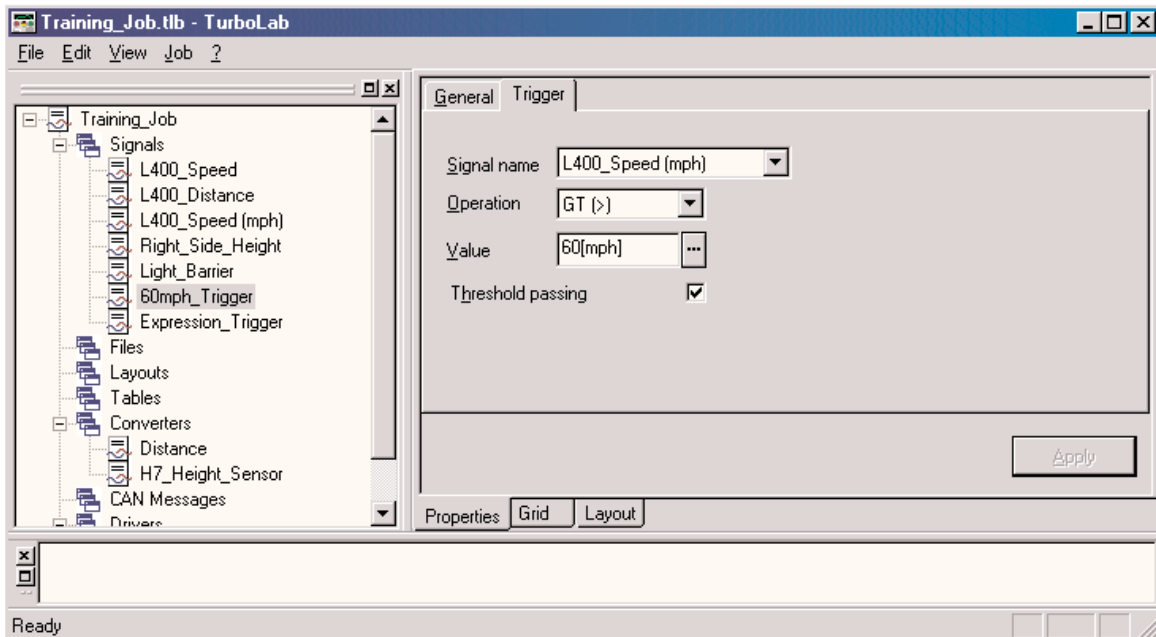 Training_Job.tlb - TurboLab
File Edit View Job ?
Training_Job
Signals
L400_Speed
L400_Distance
L400_Speed (mph)
Right_Side_Height
Light_Barrier
60mph_Trigger
Expression_Trigger
Files
Layouts
Tables
Converters
Distance
H7_Height_Sensor
CAN Messages
Drivers
General Trigger
Signal name L400_Speed (mph)
Operation GT (>)
Value 60[mph] ...
Threshold passing
Apply
Properties Grid Layout
Ready